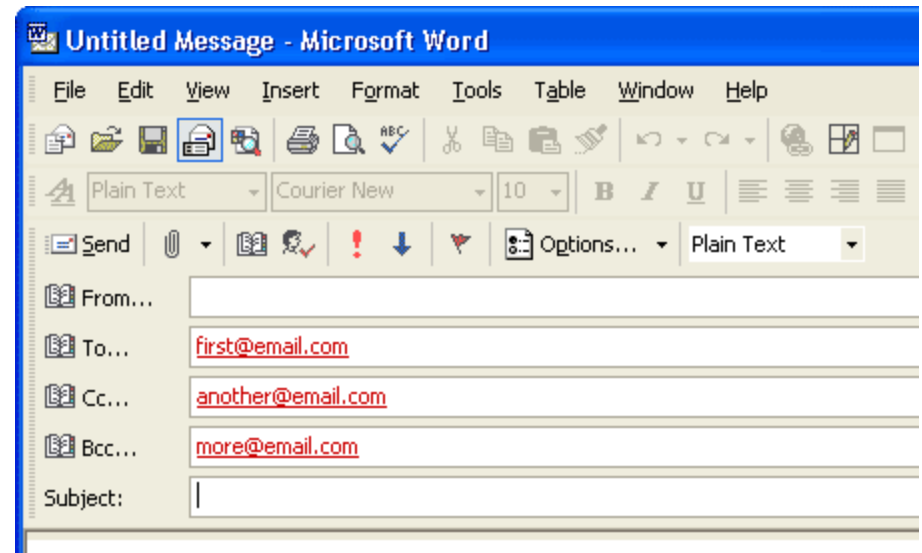 Untitled Message - Microsoft Word
File Edit View Insert Format Tools Table Window Help
ABC
Plain Text Courier New 10 B I U
Send Options... Plain Text
From...
To... first@email.com
Cc... another@email.com
Bcc... more@email.com
Subject: